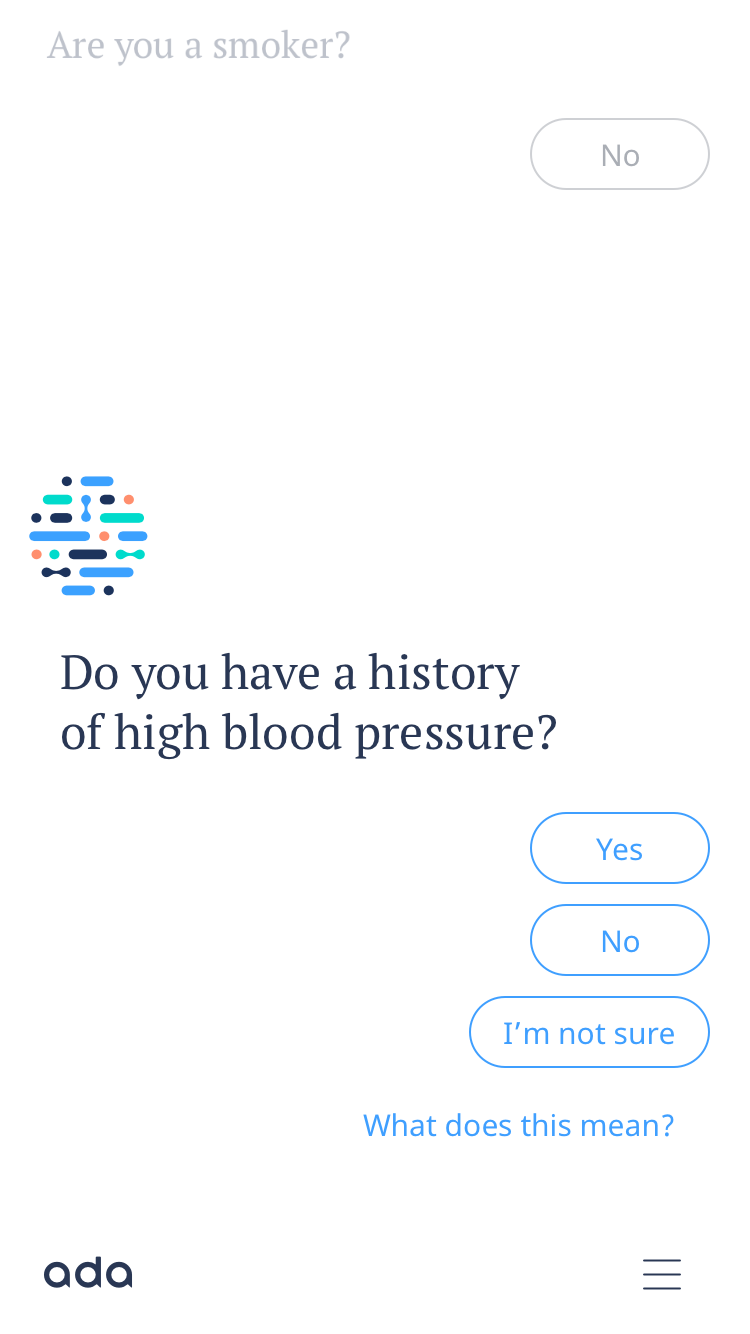 Are you a smoker?
No
Do you have a history
of high blood pressure?
Yes
No
I’m not sure
What does this mean?
ada